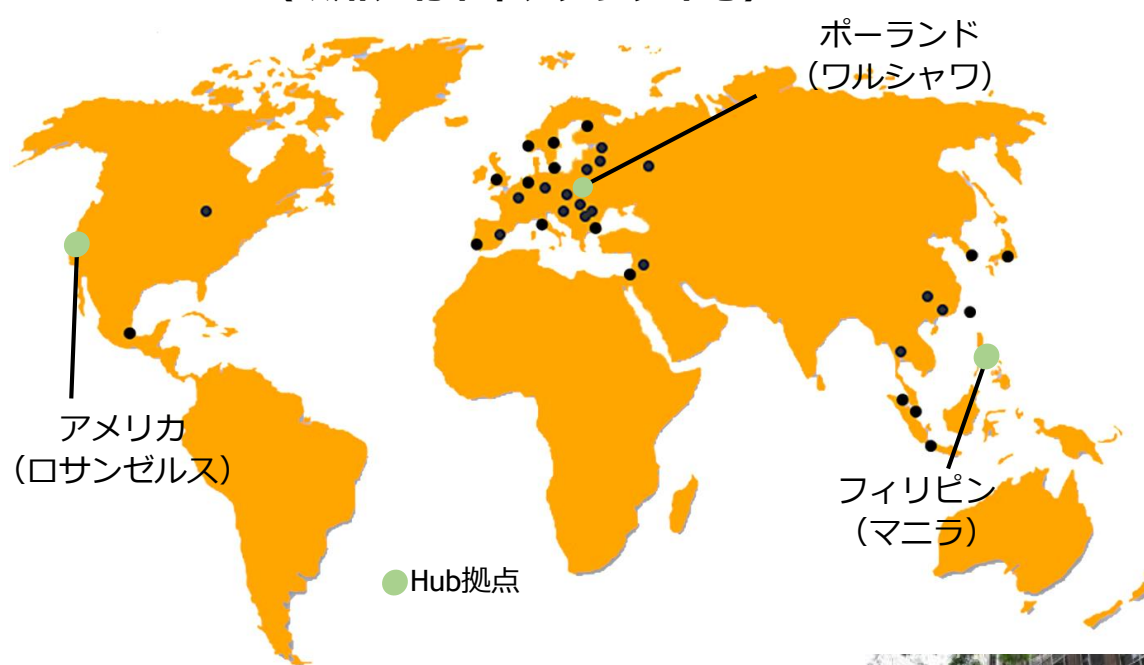 ポーランド
（ワルシャワ）
アメリカ
（ロサンゼルス）
フィリピン
（マニラ）
Hub拠点